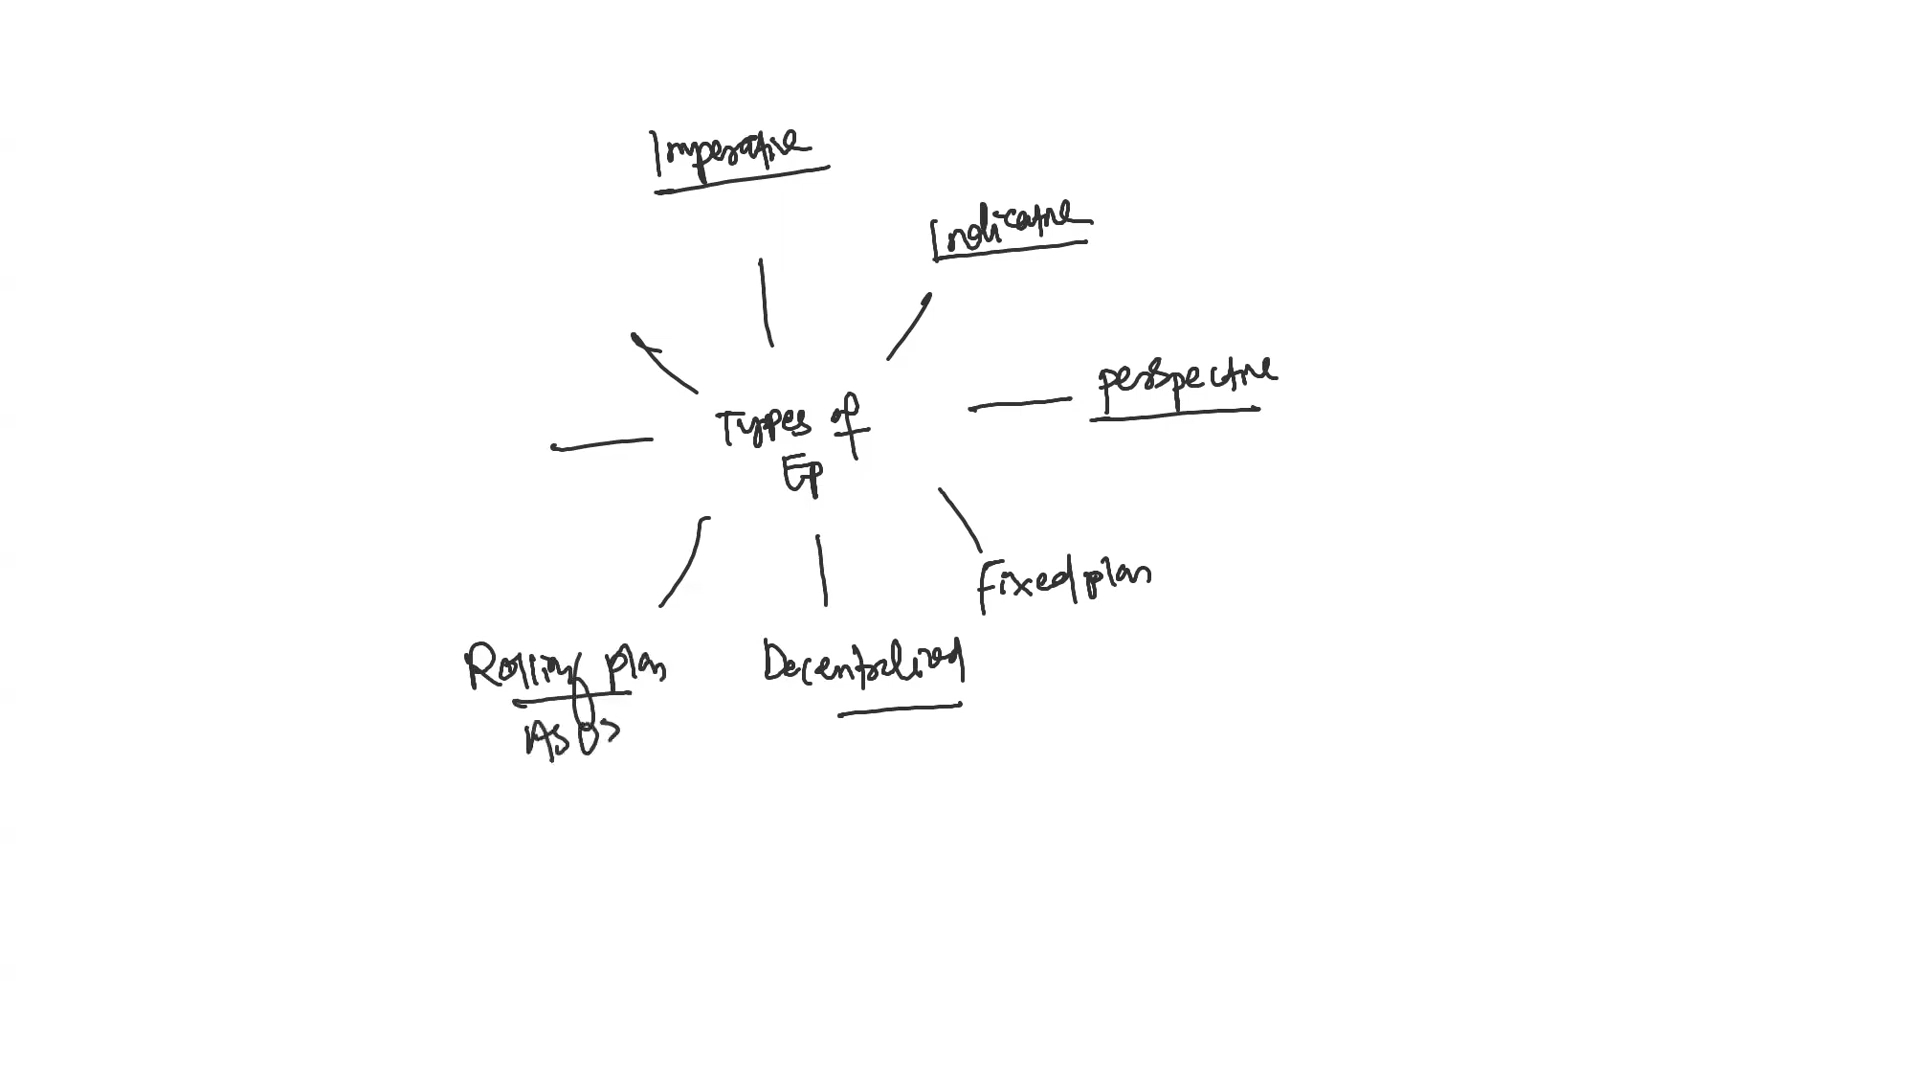 Imperative
Indicative
perspective
Types of
EP
Fixed plan
Rolling plan
Decentralized